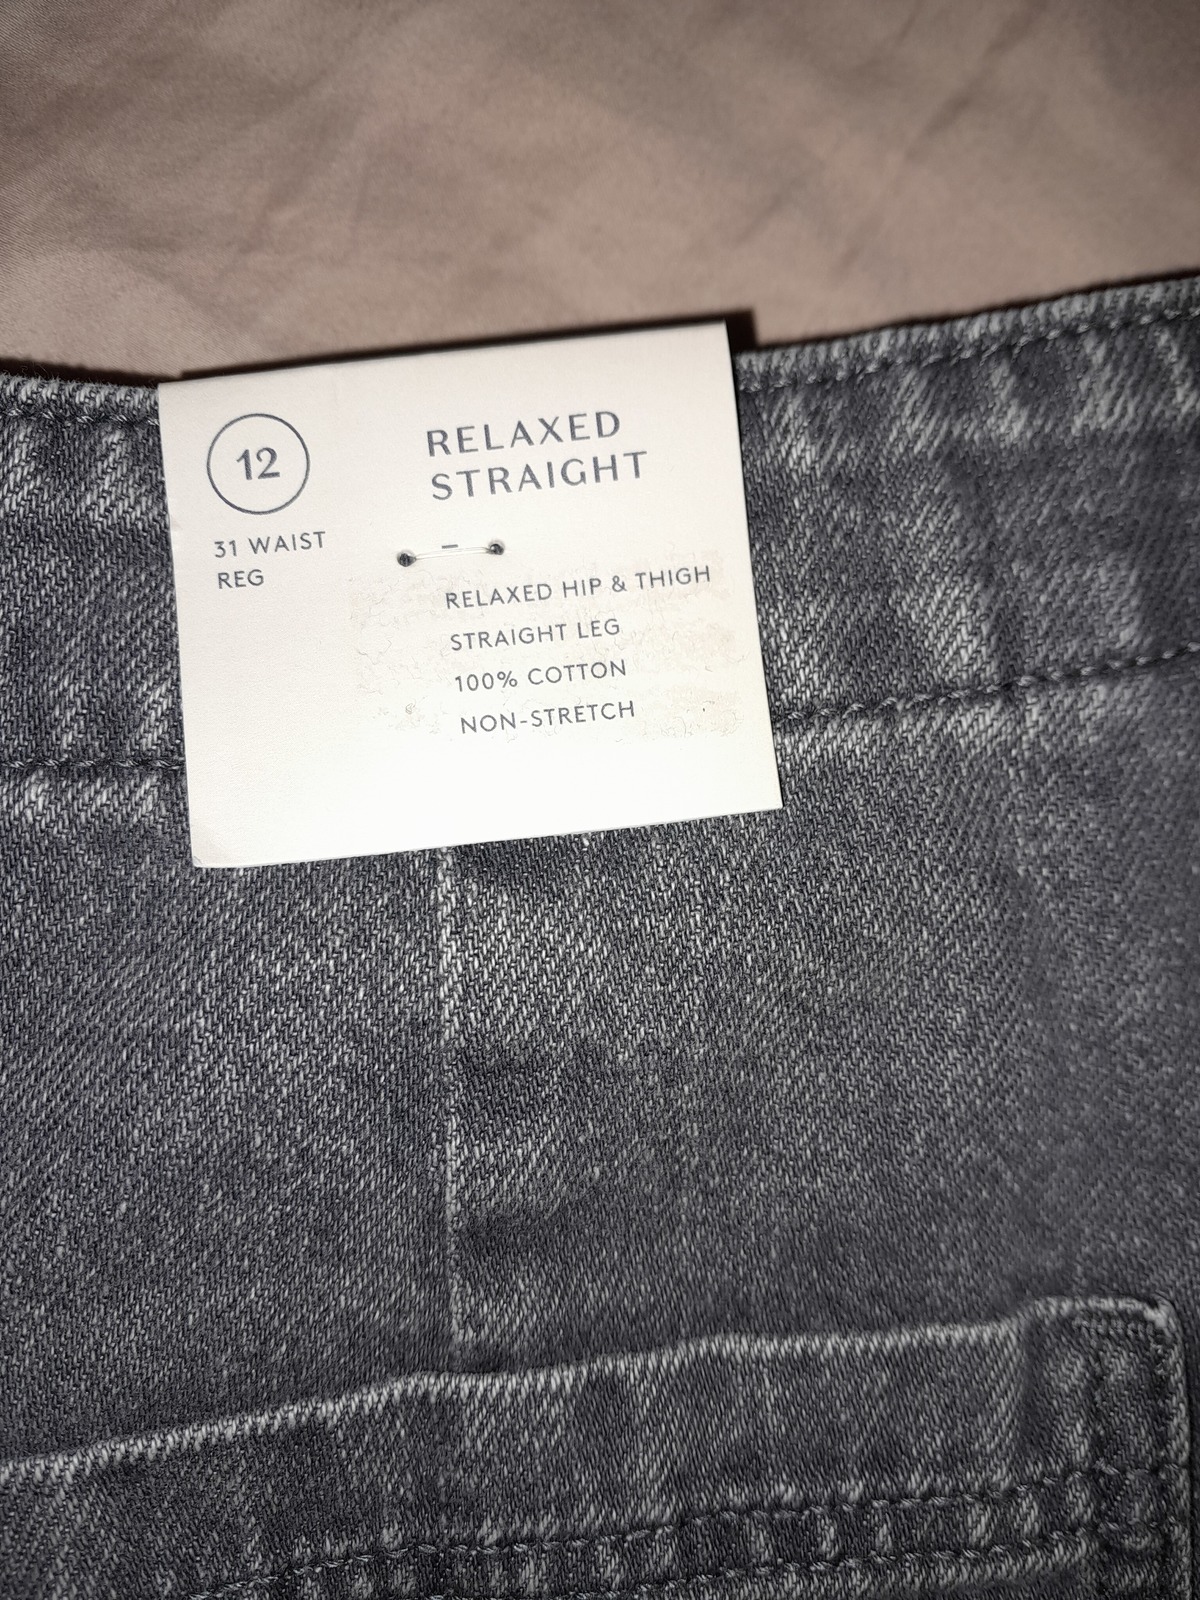 12
31 WAIST
REG
RELAXED
STRAIGHT
RELAXED HIP & THIGH
STRAIGHT LEG
100% COTTON
NON-STRETCH